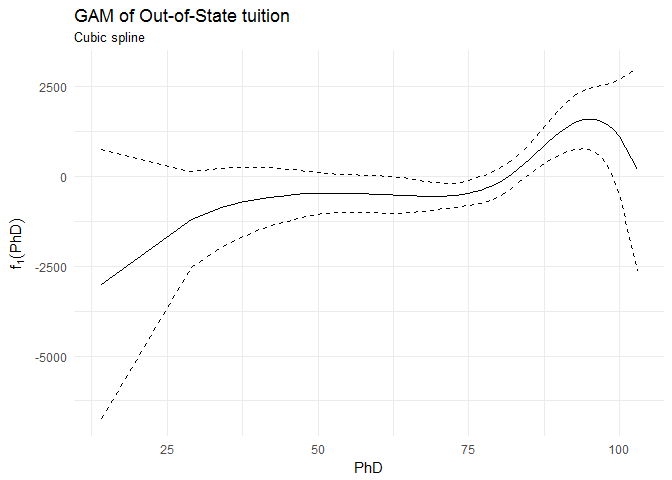 GAM of Out-of-State tuition
Cubic spline
f₁(PhD)
2500
0
-2500
-5000
25 50 75 100
PhD